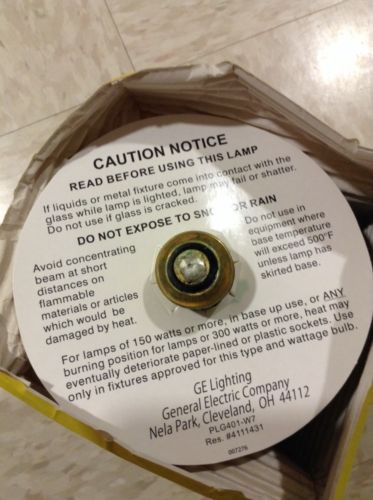 CAUTION NOTICE
READ BEFORE USING THIS LAMP
If liquids or metal fixture come into contact with the
glass while lamp is lighted, lamp may fail or shatter.
Do not use if glass is cracked.
DO NOT EXPOSE TO SNOW OR RAIN
Avoid concentrating
beam at short
distances on
flammable
materials or articles
which would be
damaged by heat.
Do not use in
equipment where
base temperature
will exceed 500°F
unless lamp has
skirted base.
For lamps of 150 watts or more, in base up use, or ANY
burning position for lamps or 300 watts or more, heat may
eventually deteriorate paper-lined or plastic sockets. Use
only in fixtures approved for this type and wattage bulb.
GE Lighting
General Electric Company
Nela Park, Cleveland, OH 44112
PLG401-W7
Res. #4111431
007276